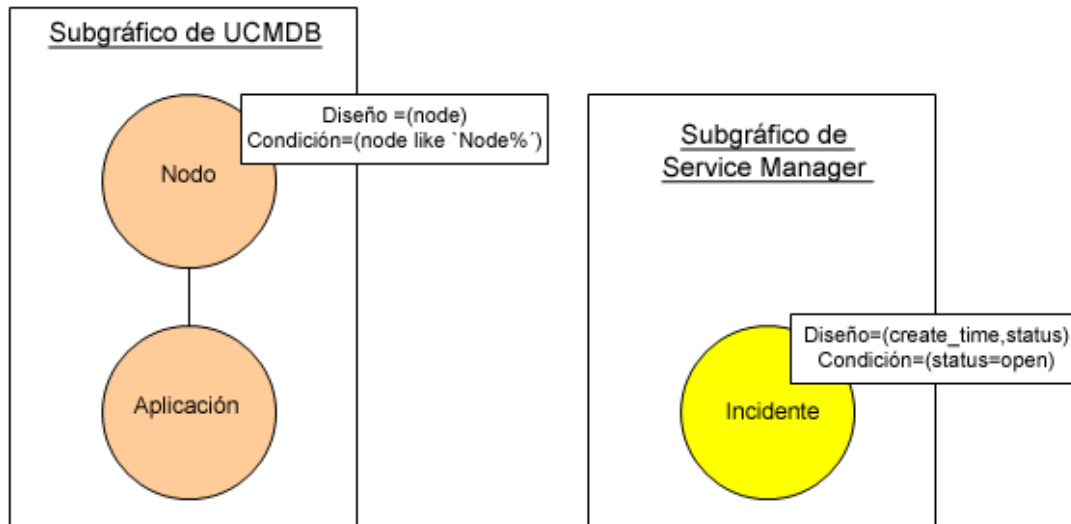 Subgráfico de UCMDB
Diseño =(node)
Condición=(node like `Node%´)
Nodo
Aplicación
Subgráfico de
Service Manager
Diseño=(create_time,status)
Condición=(status=open)
Incidente